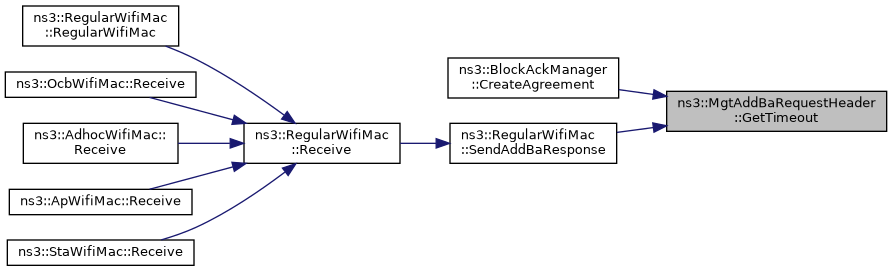 ns3::RegularWifiMac
::RegularWifiMac
ns3::OcbWifiMac::Receive
ns3::AdhocWifiMac::
Receive
ns3::ApWifiMac::Receive
ns3::StaWifiMac::Receive
ns3::RegularWifiMac
::Receive
ns3::BlockAckManager
::CreateAgreement
ns3::RegularWifiMac
::SendAddBaResponse
ns3::MgtAddBaRequestHeader
::GetTimeout